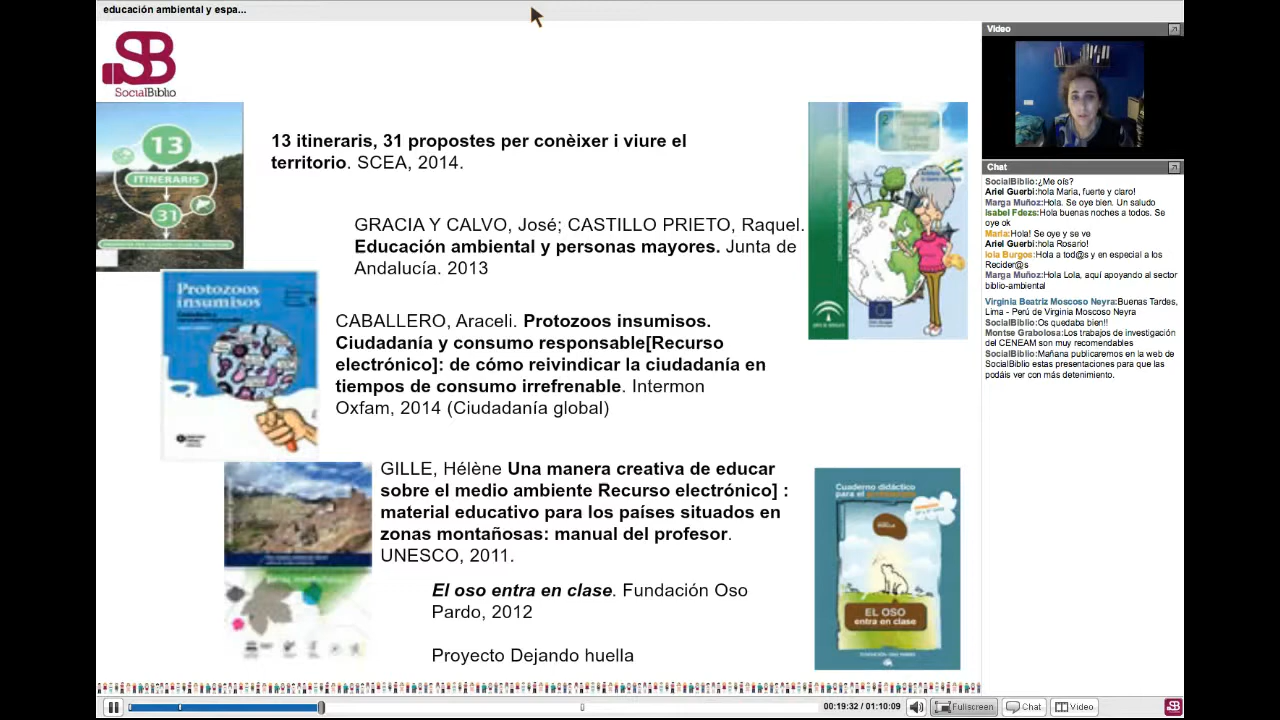 educación ambiental y espa...
SB
SocialBiblio
13
ITINERARIS
31
13 itineraris, 31 propostes per conèixer i viure el
territorio. SCEA, 2014.
GRACIA Y CALVO, José; CASTILLO PRIETO, Raquel.
Educación ambiental y personas mayores. Junta de
Andalucía. 2013
2
Protozoos
insumisos
CABALLERO, Araceli. Protozoos insumisos.
Ciudadanía y consumo responsable[Recurso
electrónico]: de cómo reivindicar la ciudadanía en
tiempos de consumo irrefrenable. Intermon
Oxfam, 2014 (Ciudadanía global)
GILLE, Hélène Una manera creativa de educar
sobre el medio ambiente Recurso electrónico] :
material educativo para los países situados en
zonas montañosas: manual del profesor.
UNESCO, 2011.
El oso entra en clase. Fundación Oso
Pardo, 2012
Proyecto Dejando huella
Cuaderno didáctico
para el
EL OSO
entra en clase
Video
Chat
SocialBiblio:¿Me oís?
Ariel Guerbi:hola Maria, fuerte y claro!
Marga Muñoz:Hola. Se oye bien. Un saludo
Isabel Fdezs:Hola buenas noches a todos. Se
oye ok
Marla:Hola! Se oye y se ve
Ariel Guerbi:hola Rosario!
lola Burgos:Hola a tod@s y en especial a los
Recider@s
Marga Muñoz:Hola Lola, aquí apoyando al sector
biblio-ambiental
Virginia Beatriz Moscoso Neyra:Buenas Tardes,
Lima - Perú de Virginia Moscoso Neyra
SocialBiblio:Os quedaba bien!!
Montse Grabolosa:Los trabajos de investigación
del CENEAM son muy recomendables
SocialBiblio:Mañana publicaremos en la web de
SocialBiblio estas presentaciones para que las
podáis ver con más detenimiento.
00:19:32 / 01:10:09
Fullscreen
Chat
Video
SB